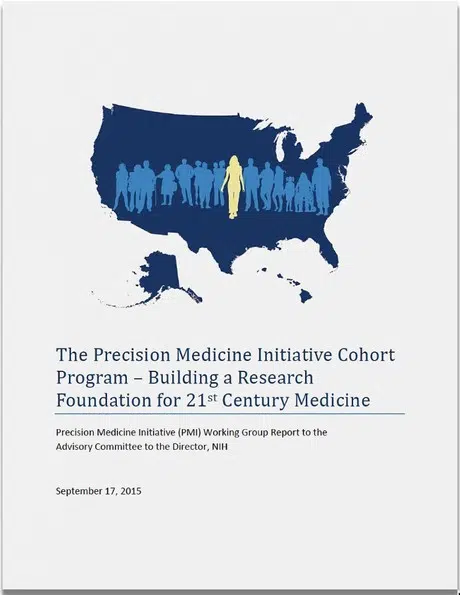 The Precision Medicine Initiative Cohort
Program – Building a Research
Foundation for 21st Century Medicine
Precision Medicine Initiative (PMI) Working Group Report to the
Advisory Committee to the Director, NIH
September 17, 2015